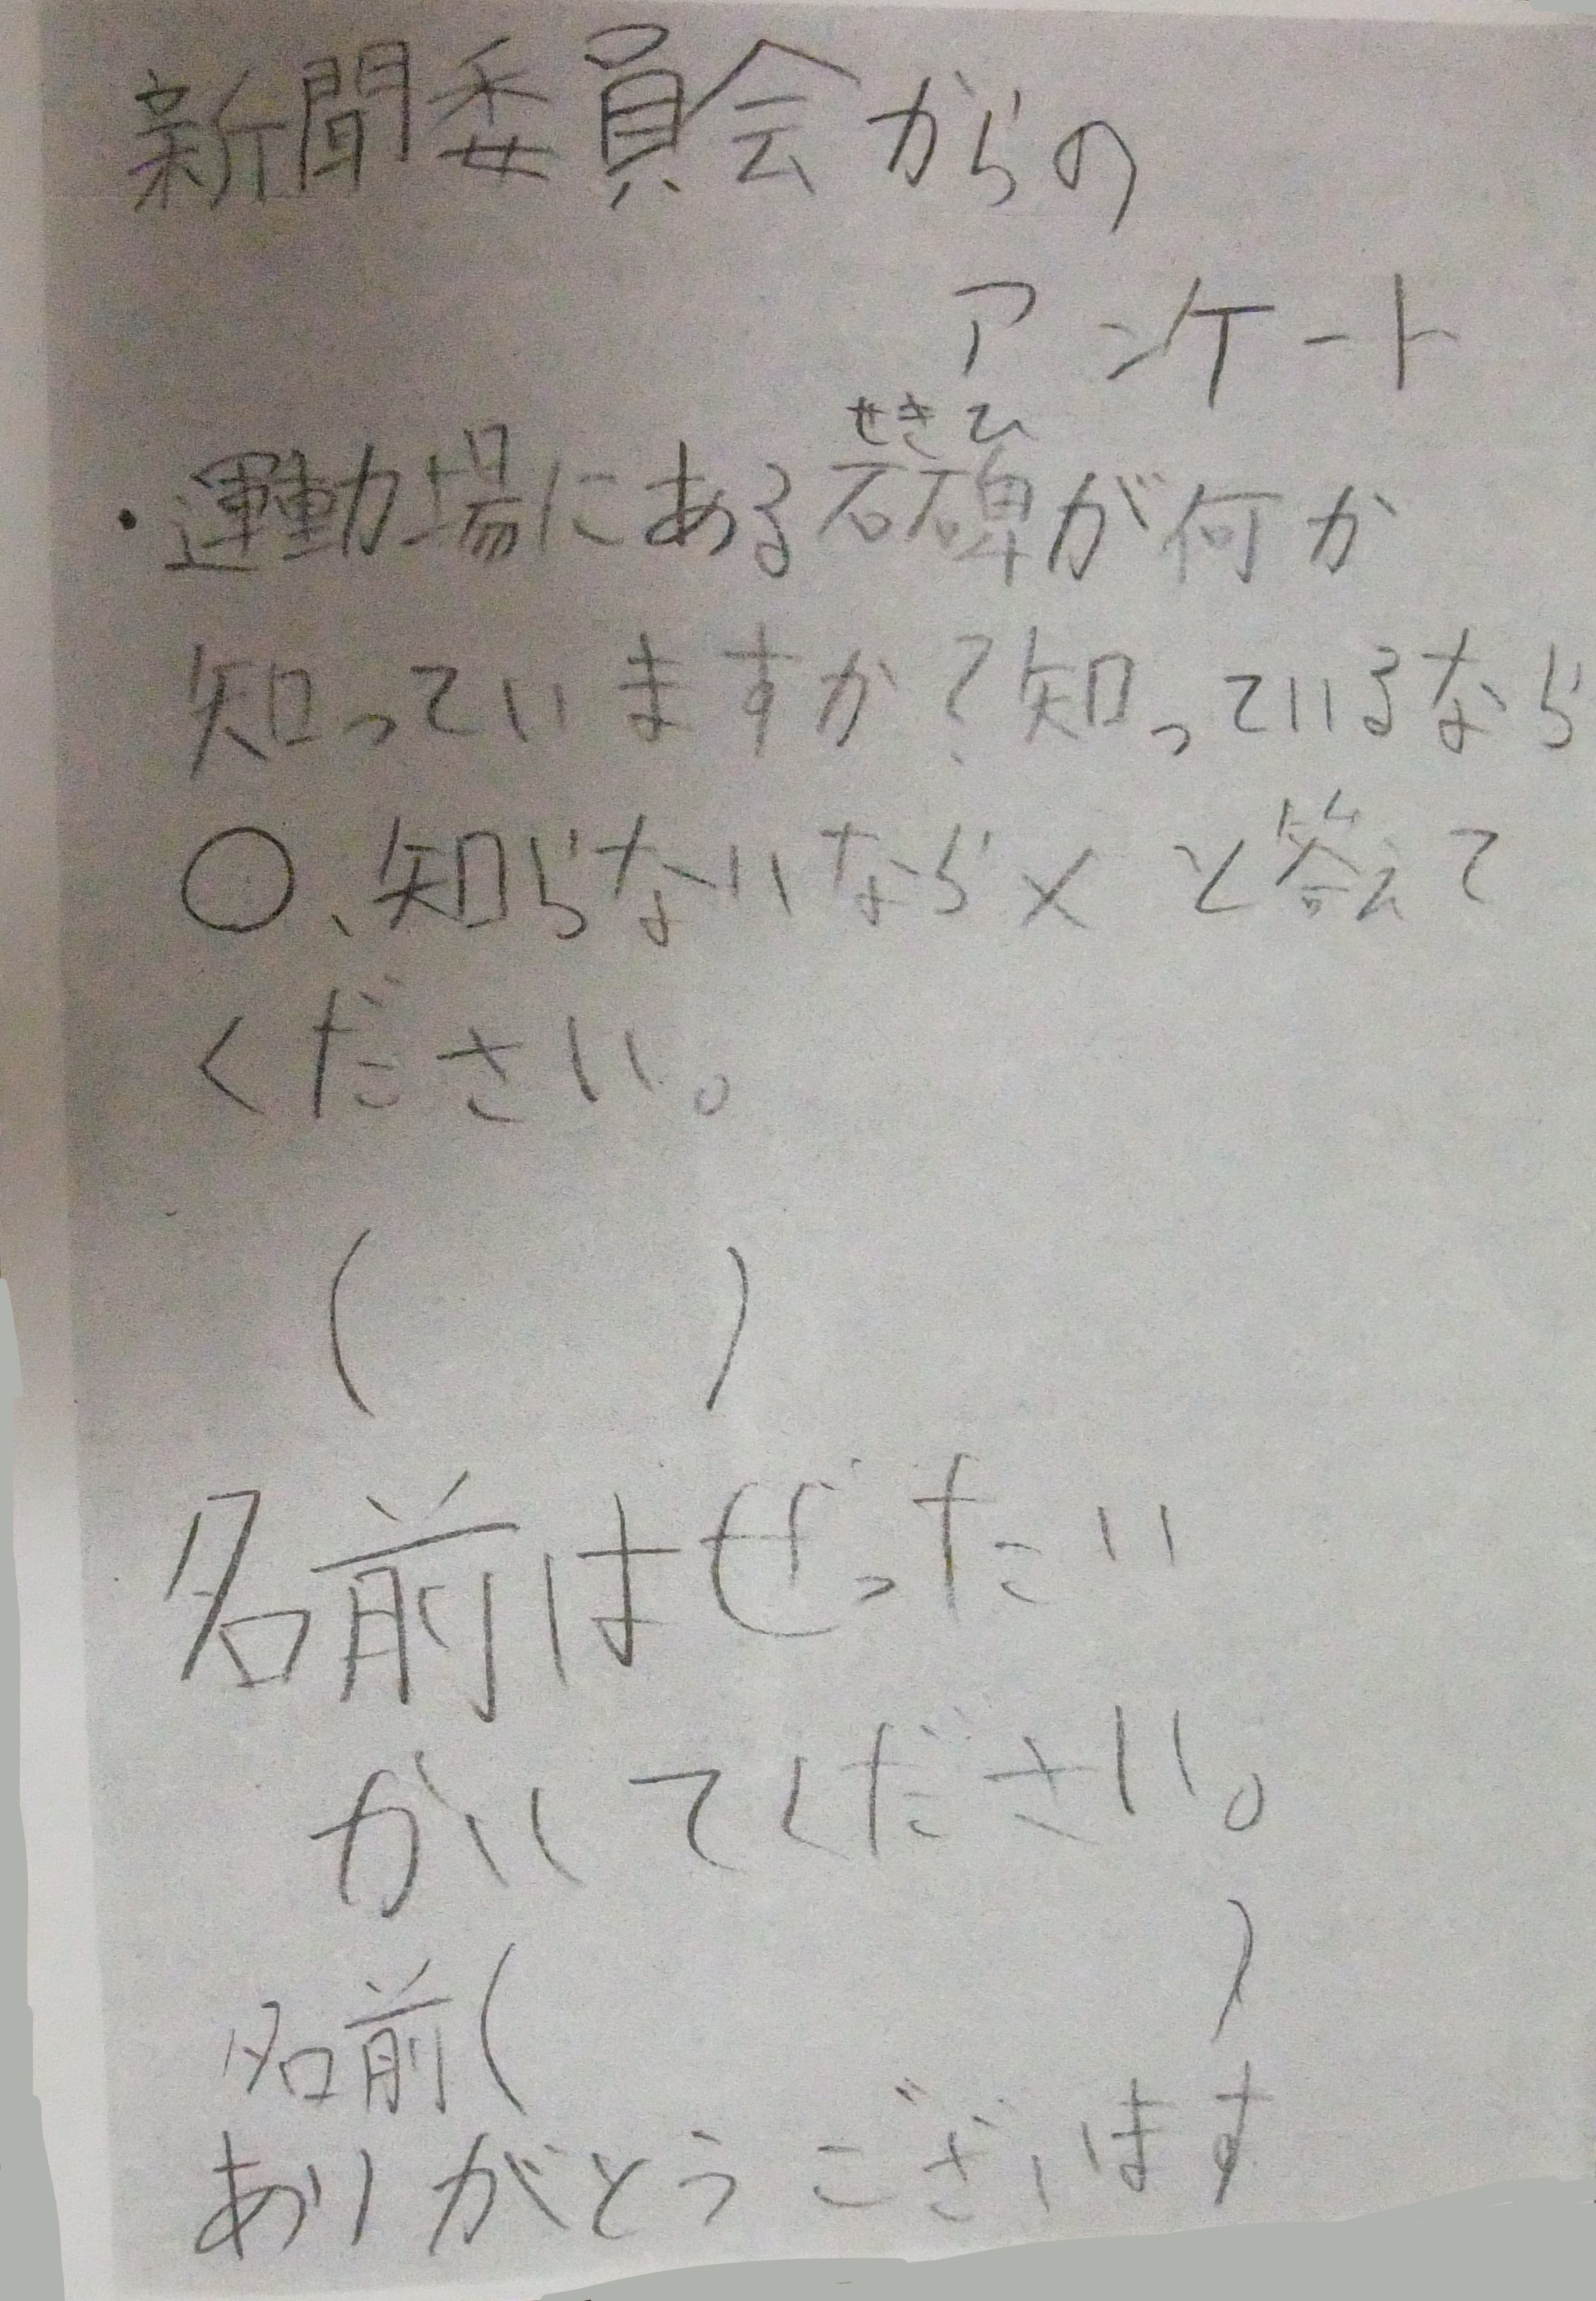 新聞委員会からの
アンケート
せきひ
・運動場にある石碑が何か
知っていますか?知っているなら
○、知らないなら×と答えて
ください。
（　　　）
名前はぜったい
かいてください。
名前（　　　　　　）
ありがとうございます